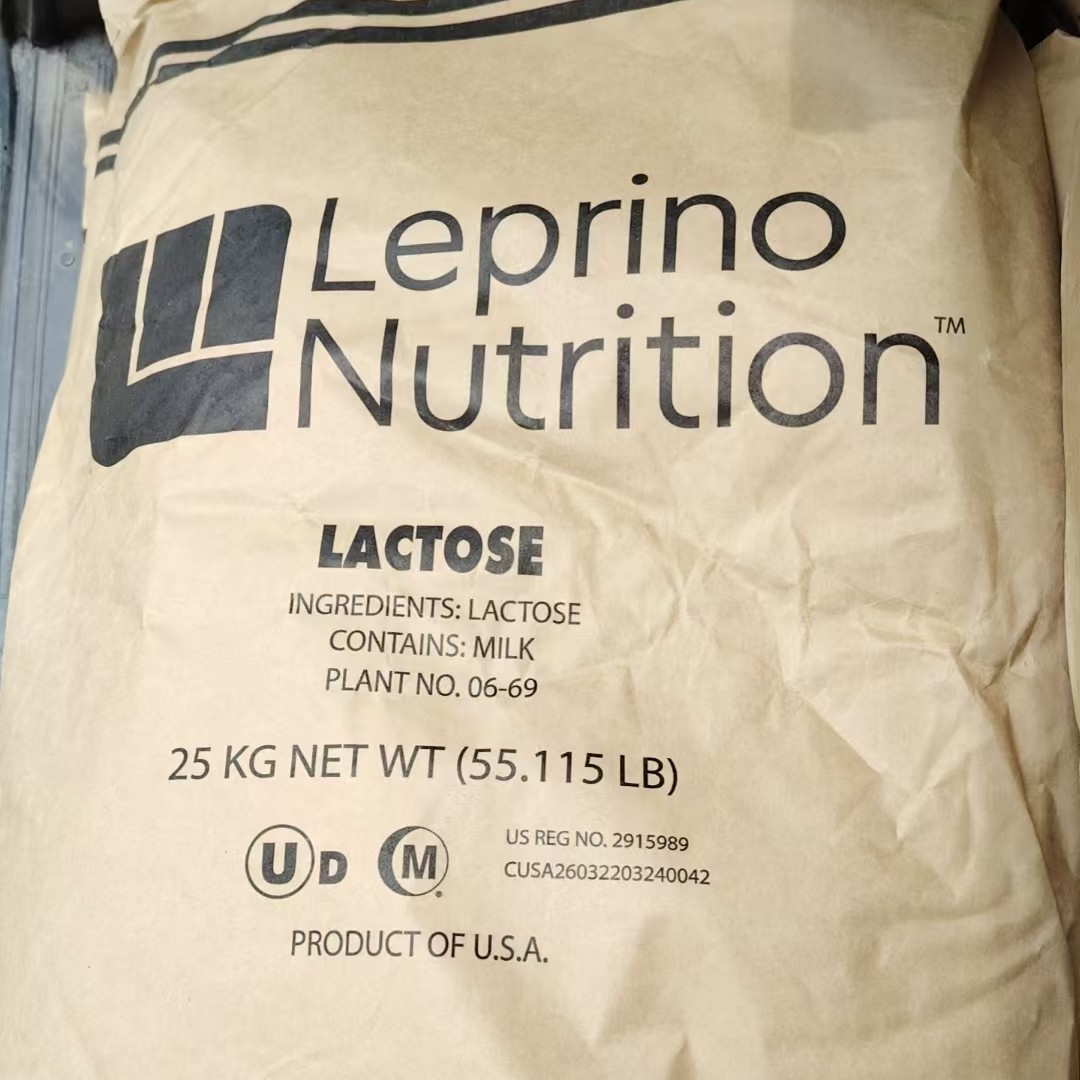 Leprino
Nutrition™
LACTOSE
INGREDIENTS: LACTOSE
CONTAINS: MILK
PLANT NO. 06-69
25 KG NET WT (55.115 LB)
U D M
US REG NO. 2915989
CUSA26032203240042
PRODUCT OF U.S.A.